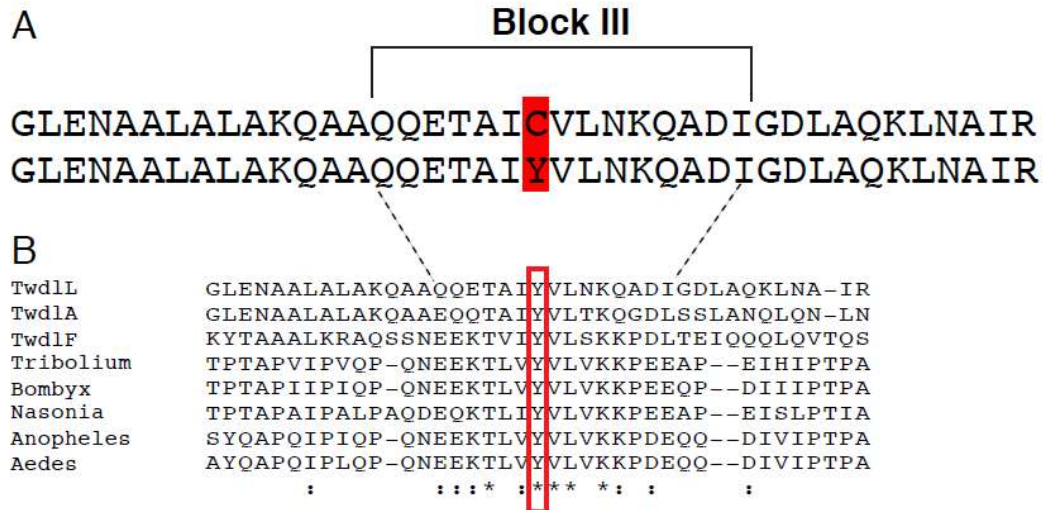 A
Block III
GLENAALALAKQAAQQETAICVLNKQADIGDLAQKLNAIR
GLENAALALAKQAAQQETAIYVLNKQADIGDLAQKLNAIR
B
TwdlL GLENAALALAKQAAQQETAIYVLNKQADIGDLAQKLNA-IR
TwdlA GLENAALALAKQAAEQQTAIYVLTKQGDLSSLANQLQN-LN
TwdlF KYTAAALKRAQSSNEEKTVIYVLSKKPDLTEIQQQLQVTQS
Tribolium TPTAPVIPVQP-QNEEKTLVYVLVKKPEEAP--EIHIPTPA
Bombyx TPTAPIIPIQP-QNEEKTLVYVLVKKPEEQP--DIIIPTPA
Nasonia TPTAPAIPALPAQDEQKTLIYVLVKKPEEAP--EISLPTIA
Anopheles SYQAPQIPIQP-QNEEKTLVYVLVKKPDEQQ--DIVIPTPA
Aedes AYQAPQIPLQP-QNEEKTLVYVLVKKPDEQQ--DIVIPTPA
: :::* :**** *: : :